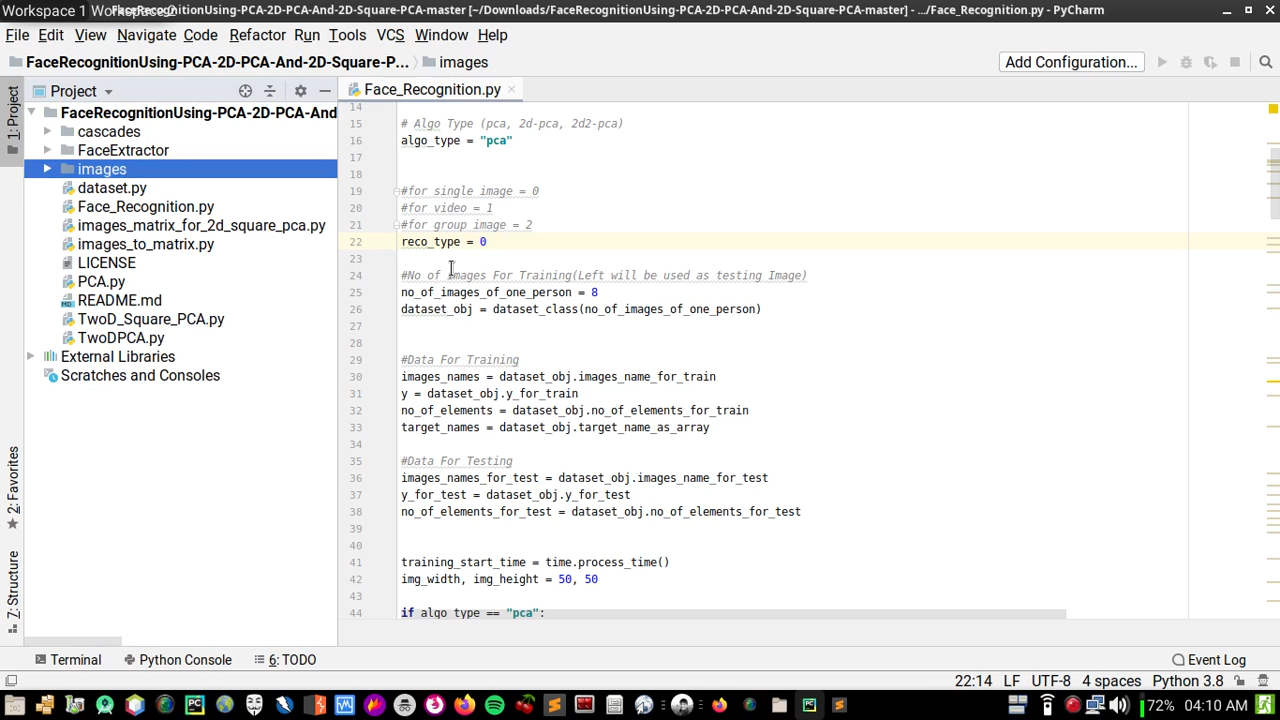 Workspace 1 Workspace2 FaceRecognitionUsing-PCA-2D-PCA-And-2D-Square-PCA-master [~/Downloads/FaceRecognitionUsing-PCA-2D-PCA-And-2D-Square-PCA-master] - .../Face_Recognition.py - PyCharm
File Edit View Navigate Code Refactor Run Tools VCS Window Help
FaceRecognitionUsing-PCA-2D-PCA-And-2D-Square-P... images Add Configuration...
Project Face_Recognition.py
1: Project
2: Favorites
7: Structure
FaceRecognitionUsing-PCA-2D-PCA-And
cascades
FaceExtractor
images
dataset.py
Face_Recognition.py
images_matrix_for_2d_square_pca.py
images_to_matrix.py
LICENSE
PCA.py
README.md
TwoD_Square_PCA.py
TwoDPCA.py
External Libraries
Scratches and Consoles
14
15 # Algo Type (pca, 2d-pca, 2d2-pca)
16 algo_type = "pca"
17
18
19 #for single image = 0
20 #for video = 1
21 #for group image = 2
22 reco_type = 0
23
24 #No of images For Training(Left will be used as testing Image)
25 no_of_images_of_one_person = 8
26 dataset_obj = dataset_class(no_of_images_of_one_person)
27
28
29 #Data For Training
30 images_names = dataset_obj.images_name_for_train
31 y = dataset_obj.y_for_train
32 no_of_elements = dataset_obj.no_of_elements_for_train
33 target_names = dataset_obj.target_name_as_array
34
35 #Data For Testing
36 images_names_for_test = dataset_obj.images_name_for_test
37 y_for_test = dataset_obj.y_for_test
38 no_of_elements_for_test = dataset_obj.no_of_elements_for_test
39
40
41 training_start_time = time.process_time()
42 img_width, img_height = 50, 50
43
44 if algo_type == "pca":
Terminal Python Console 6: TODO Event Log
22:14 LF UTF-8 4 spaces Python 3.8
72% 04:10 AM